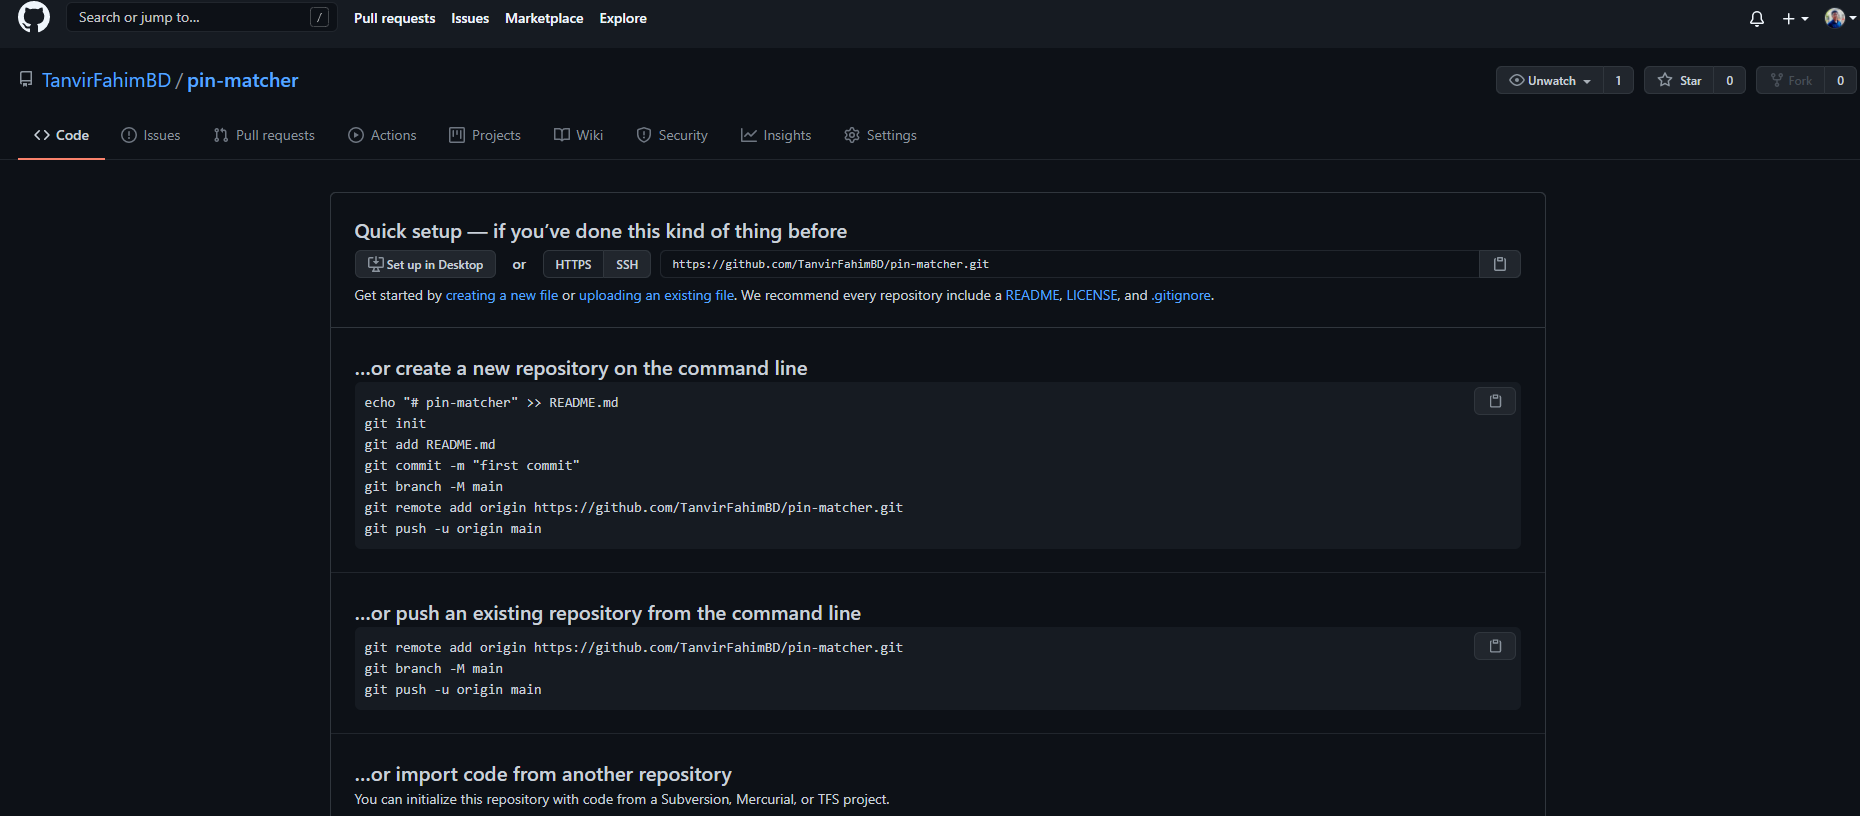 Search or jump to... /
Pull requests Issues Marketplace Explore
TanvirFahimBD / pin-matcher
Unwatch 1 Star 0 Fork 0
Code Issues Pull requests Actions Projects Wiki Security Insights Settings
Quick setup — if you’ve done this kind of thing before
Set up in Desktop or HTTPS SSH https://github.com/TanvirFahimBD/pin-matcher.git
Get started by creating a new file or uploading an existing file. We recommend every repository include a README, LICENSE, and .gitignore.
…or create a new repository on the command line
echo "# pin-matcher" >> README.md
git init
git add README.md
git commit -m "first commit"
git branch -M main
git remote add origin https://github.com/TanvirFahimBD/pin-matcher.git
git push -u origin main
…or push an existing repository from the command line
git remote add origin https://github.com/TanvirFahimBD/pin-matcher.git
git branch -M main
git push -u origin main
…or import code from another repository
You can initialize this repository with code from a Subversion, Mercurial, or TFS project.